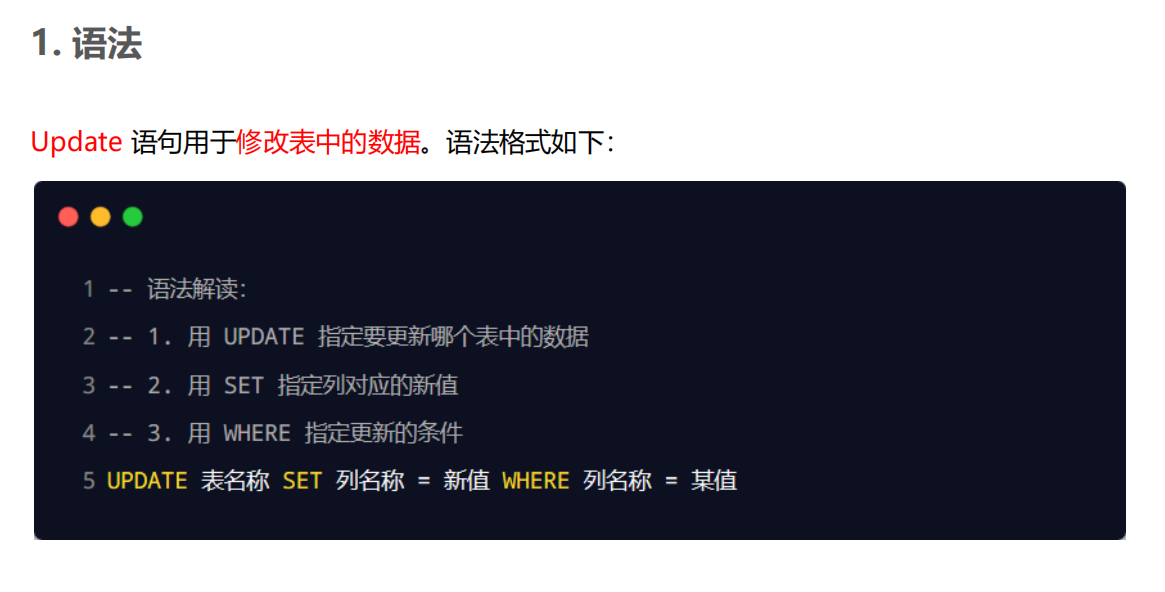 1. 语法
Update 语句用于修改表中的数据。语法格式如下：
1 -- 语法解读：
2 -- 1. 用 UPDATE 指定要更新哪个表中的数据
3 -- 2. 用 SET 指定列对应的新值
4 -- 3. 用 WHERE 指定更新的条件
5 UPDATE 表名称 SET 列名称 = 新值 WHERE 列名称 = 某值